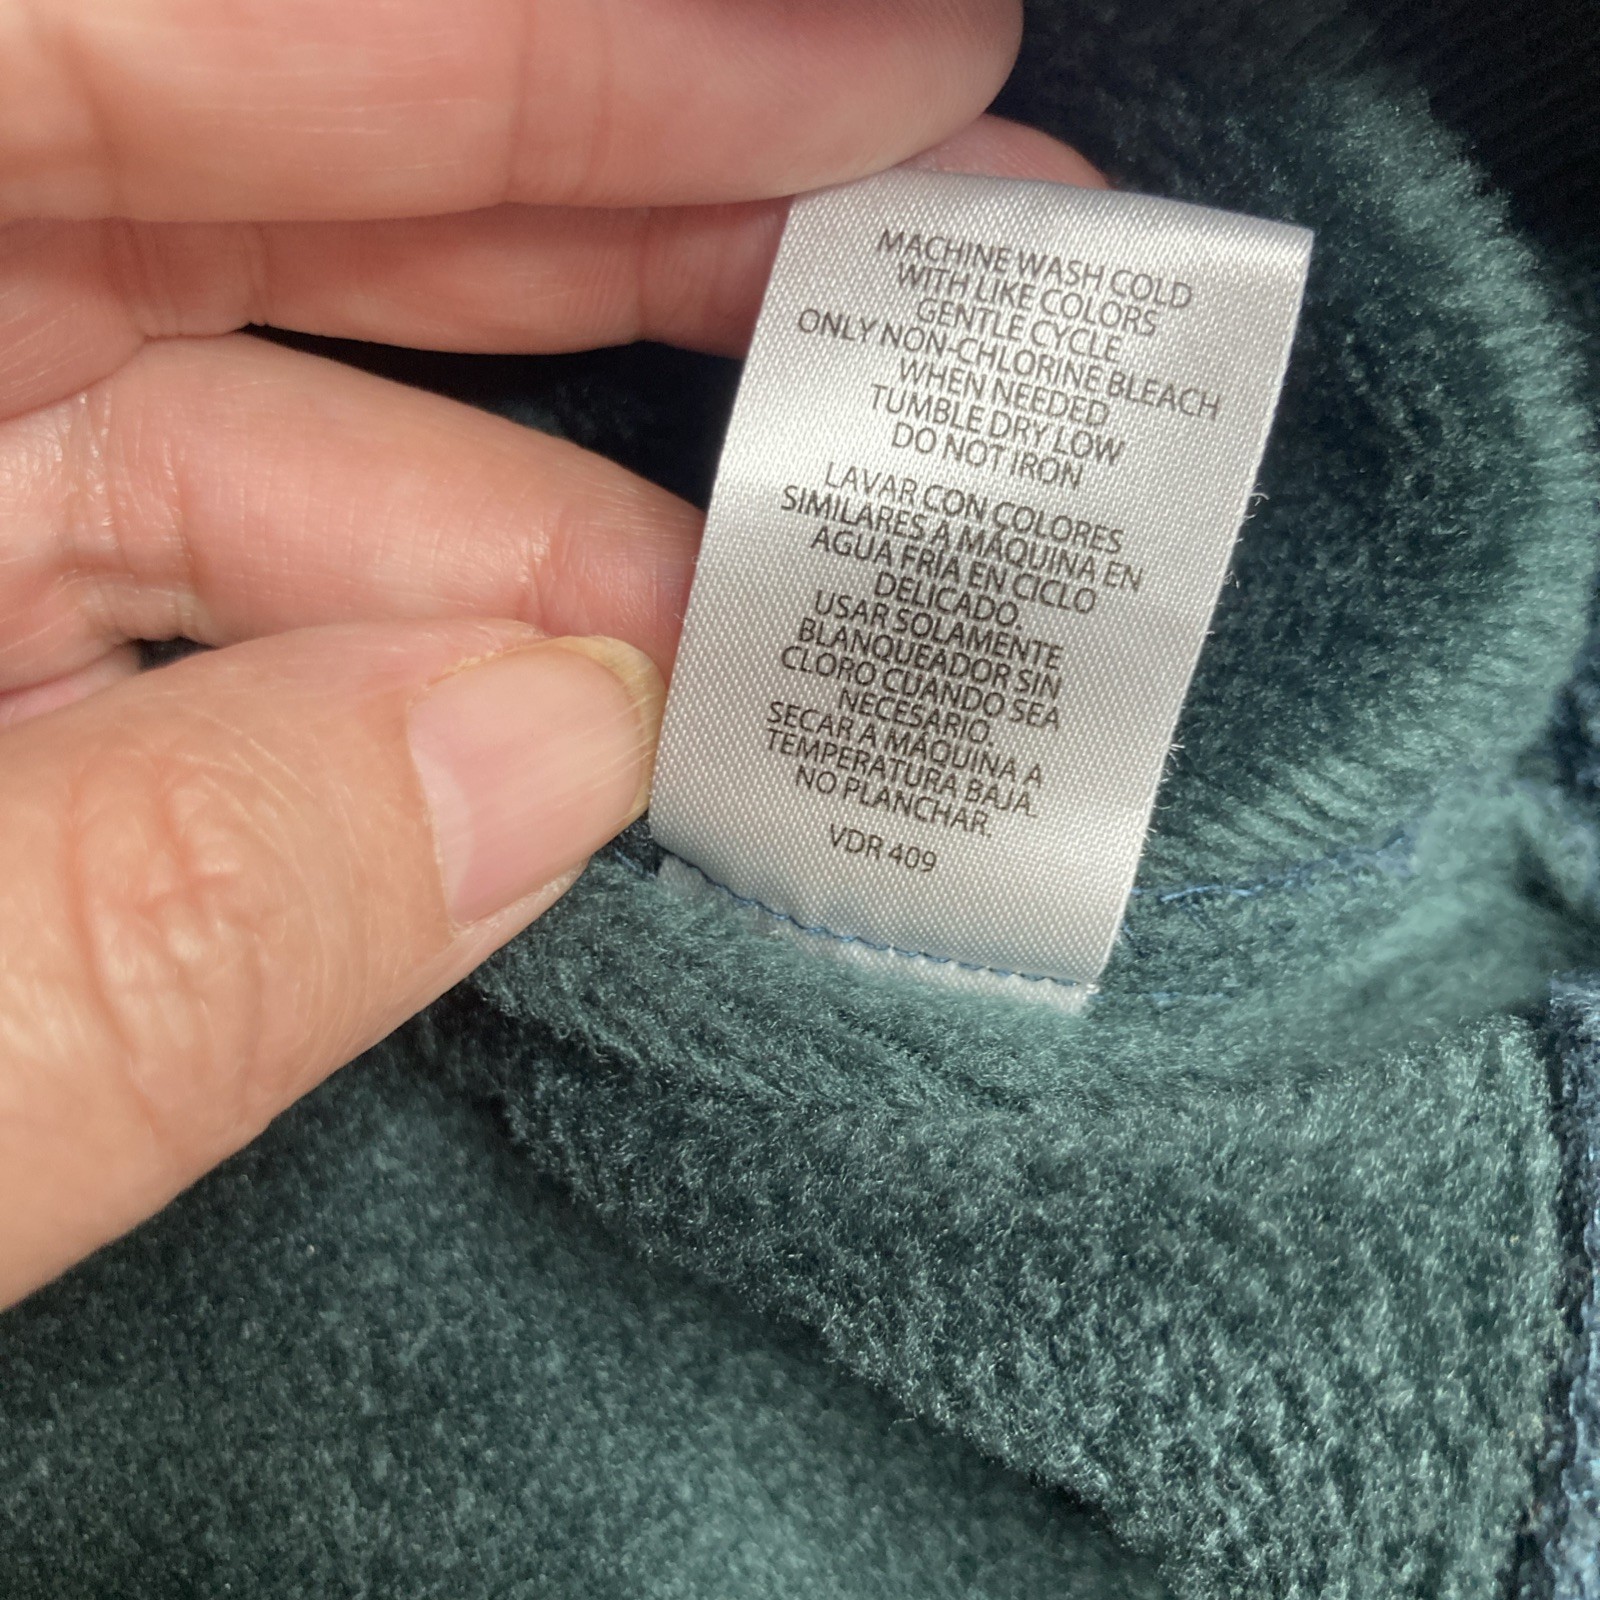 MACHINE WASH COLD
WITH LIKE COLORS
GENTLE CYCLE
ONLY NON-CHLORINE BLEACH
WHEN NEEDED
TUMBLE DRY LOW
DO NOT IRON
LAVAR CON COLORES
SIMILARES A MÁQUINA EN
AGUA FRÍA EN CICLO
DELICADO.
USAR SOLAMENTE
BLANQUEADOR SIN
CLORO CUANDO SEA
NECESARIO.
SECAR A MÁQUINA A
TEMPERATURA BAJA.
NO PLANCHAR.
VDR 409